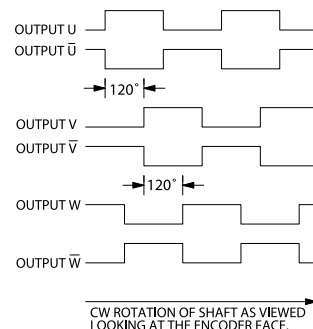 OUTPUT U
OUTPUT U̅
120°
OUTPUT V
OUTPUT V̅
120°
OUTPUT W
OUTPUT W̅
CW ROTATION OF SHAFT AS VIEWED
LOOKING AT THE ENCODER FACE.